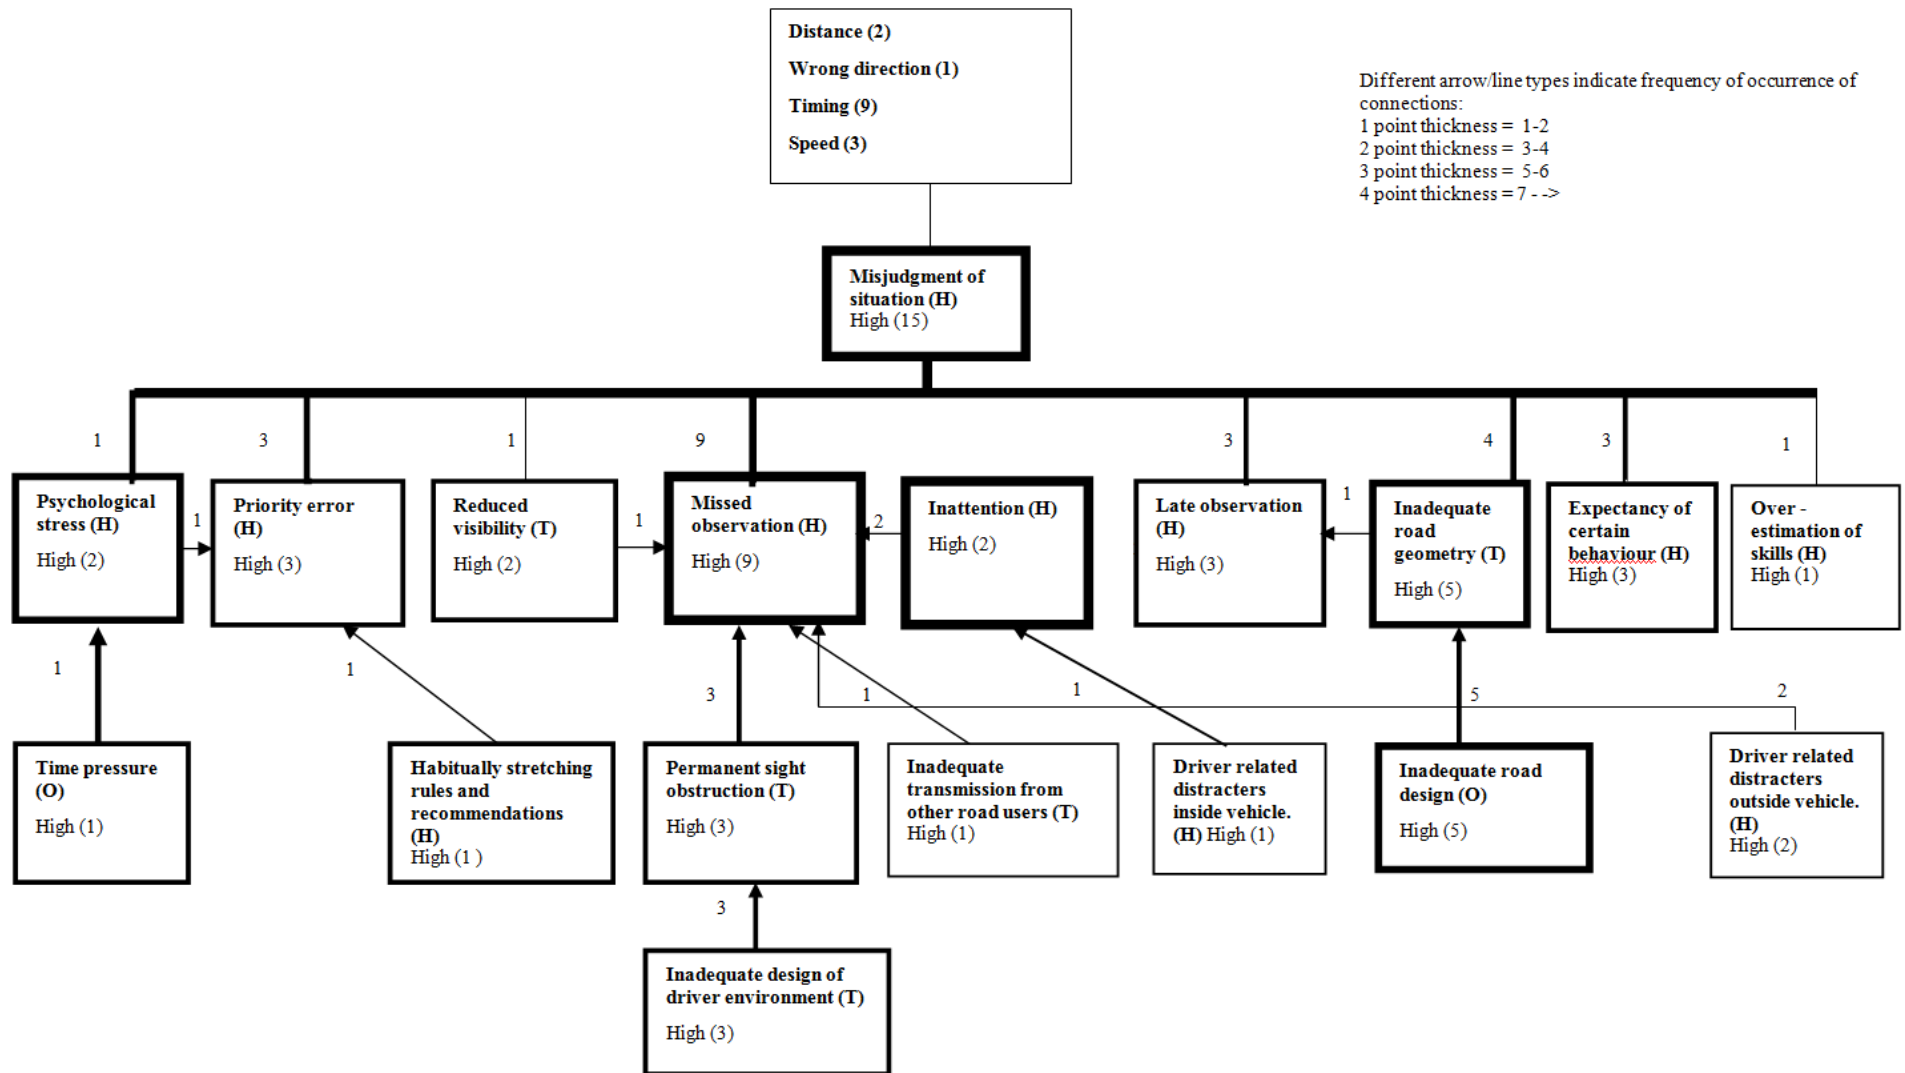 Distance (2)
Wrong direction (1)
Timing (9)
Speed (3)
Different arrow/line types indicate frequency of occurrence of
connections:
1 point thickness = 1-2
2 point thickness = 3-4
3 point thickness = 5-6
4 point thickness = 7 - ->
Misjudgment of
situation (H)
High (15)
1
3
1
9
3
4
3
1
Psychological
stress (H)
High (2)
1
Priority error
(H)
High (3)
Reduced
visibility (T)
High (2)
1
Missed
observation (H)
High (9)
2
Inattention (H)
High (2)
Late observation
(H)
High (3)
1
Inadequate
road
geometry (T)
High (5)
Expectancy of
certain
behaviour (H)
High (3)
Over -
estimation of
skills (H)
High (1)
1
1
3
1
1
5
2
Time pressure
(O)
High (1)
Habitually stretching
rules and
recommendations
(H)
High (1 )
Permanent sight
obstruction (T)
High (3)
Inadequate
transmission from
other road users (T)
High (1)
Driver related
distracters
inside vehicle.
(H) High (1)
Inadequate road
design (O)
High (5)
Driver related
distracters
outside vehicle.
(H)
High (2)
3
Inadequate design of
driver environment (T)
High (3)